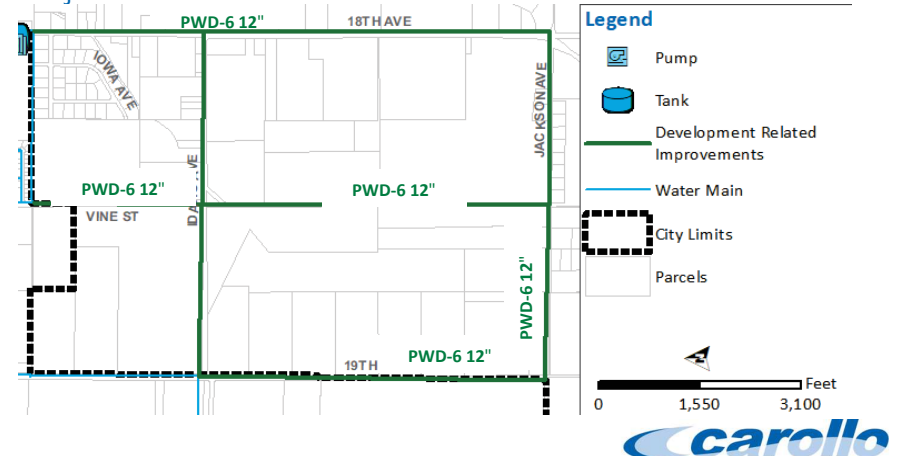 PWD-6 12"
18TH AVE
IOWA AVE
JACKSON AVE
PWD-6 12"
PWD-6 12"
VINE ST
PWD-6 12"
PWD-6 12"
19TH
Legend
Pump
Tank
Development Related
Improvements
Water Main
City Limits
Parcels
Feet
0 1,550 3,100
carollo